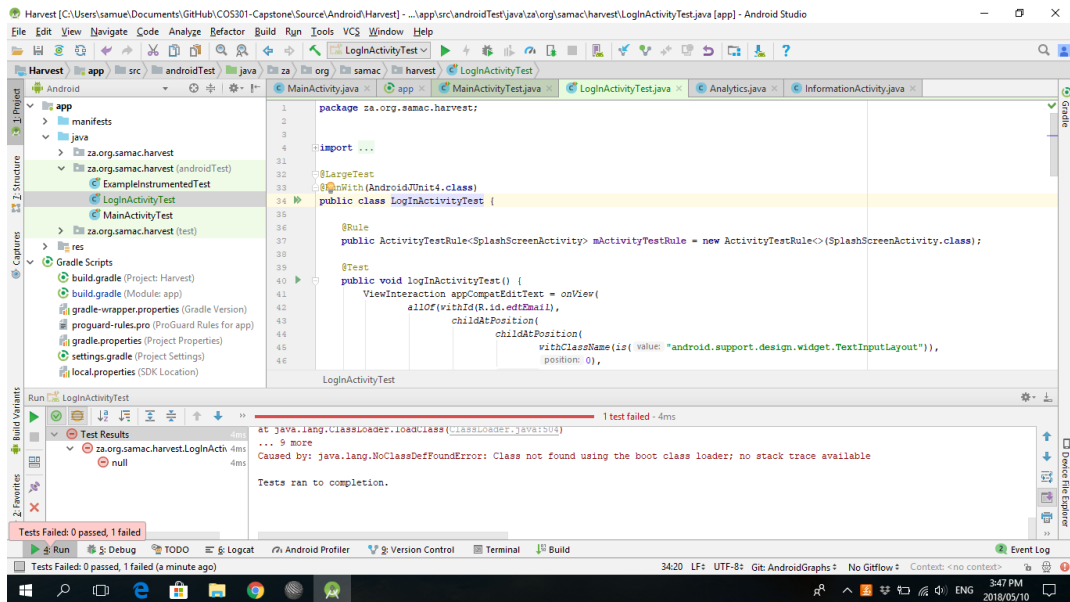 Harvest [C:\Users\samue\Documents\GitHub\COS301-Capstone\Source\Android\Harvest] - ...\app\src\androidTest\java\za\org\samac\harvest\LogInActivityTest.java [app] - Android Studio
File Edit View Navigate Code Analyze Refactor Build Run Tools VCS Window Help
LogInActivityTest
Harvest app src androidTest java za org samac harvest LogInActivityTest
Android
MainActivity.java app MainActivityTest.java LogInActivityTest.java Analytics.java InformationActivity.java
1: Project
7: Structure
Captures
Build Variants
2: Favorites
Gradle
Device File Explorer
app
manifests
java
za.org.samac.harvest
za.org.samac.harvest (androidTest)
ExampleInstrumentedTest
LogInActivityTest
MainActivityTest
za.org.samac.harvest (test)
res
Gradle Scripts
build.gradle (Project: Harvest)
build.gradle (Module: app)
gradle-wrapper.properties (Gradle Version)
proguard-rules.pro (ProGuard Rules for app)
gradle.properties (Project Properties)
settings.gradle (Project Settings)
local.properties (SDK Location)
1 package za.org.samac.harvest;
2
3
4 import ...
31
32 @LargeTest
33 @nWith(AndroidJUnit4.class)
34 public class LogInActivityTest {
35
36 @Rule
37 public ActivityTestRule<SplashScreenActivity> mActivityTestRule = new ActivityTestRule<>(SplashScreenActivity.class);
38
39 @Test
40 public void logInActivityTest() {
41 ViewInteraction appCompatEditText = onView(
42 allOf(withId(R.id.edtEmail),
43 childAtPosition(
44 childAtPosition(
45 withClassName(is( value: "android.support.design.widget.TextInputLayout")),
46 position: 0),
LogInActivityTest
Run LogInActivityTest
1 test failed - 4ms
Test Results 4ms
za.org.samac.harvest.LogInActiv 4ms
null 4ms
at java.lang.ClassLoader.loadClass(ClassLoader.java:504)
... 9 more
Caused by: java.lang.NoClassDefFoundError: Class not found using the boot class loader; no stack trace available
Tests ran to completion.
Tests Failed: 0 passed, 1 failed
4: Run 5: Debug TODO 6: Logcat Android Profiler 9: Version Control Terminal Build 2 Event Log
Tests Failed: 0 passed, 1 failed (a minute ago) 34:20 LF÷ UTF-8÷ Git: AndroidGraphs÷ No Gitflow÷ Context: <no context>
ENG 3:47 PM
2018/05/10